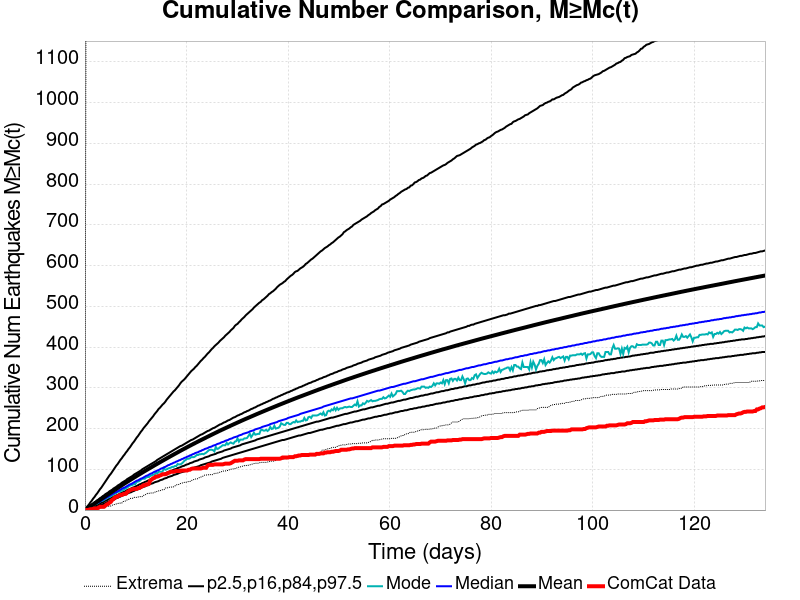 Cumulative Number Comparison, M≥Mc(t)
Cumulative Num Earthquakes M≥Mc(t)
1100
1000
900
800
700
600
500
400
300
200
100
0
0 20 40 60 80 100 120
Time (days)
Extrema p2.5,p16,p84,p97.5 Mode Median Mean ComCat Data